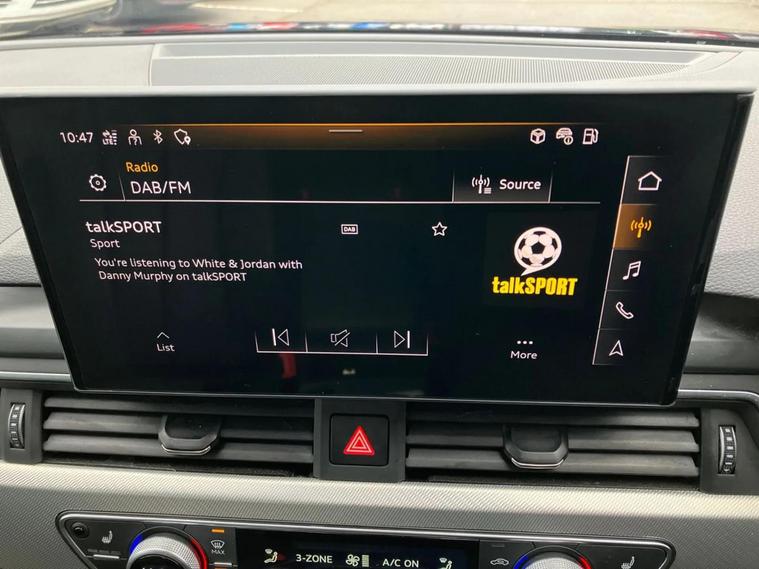 10:47 LTE
Radio
DAB/FM
Source
talkSPORT
DAB
Sport
You're listening to White & Jordan with
Danny Murphy on talkSPORT
talkSPORT
List
More
MAX
3-ZONE
A/C ON